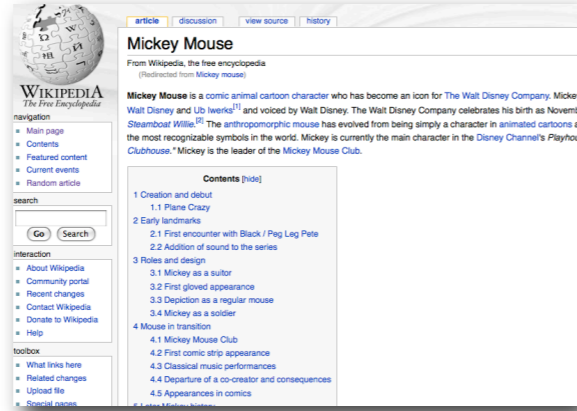 article discussion view source history
Mickey Mouse
From Wikipedia, the free encyclopedia
(Redirected from Mickey mouse)
Mickey Mouse is a comic animal cartoon character who has become an icon for The Walt Disney Company. Micke
Walt Disney and Ub Iwerks[1] and voiced by Walt Disney. The Walt Disney Company celebrates his birth as Novemb
Steamboat Willie.[2] The anthropomorphic mouse has evolved from being simply a character in animated cartoons a
the most recognizable symbols in the world. Mickey is currently the main character in the Disney Channel's Playhou
Clubhouse." Mickey is the leader of the Mickey Mouse Club.
Contents [hide]
1 Creation and debut
1.1 Plane Crazy
2 Early landmarks
2.1 First encounter with Black / Peg Leg Pete
2.2 Addition of sound to the series
3 Roles and design
3.1 Mickey as a suitor
3.2 First gloved appearance
3.3 Depiction as a regular mouse
3.4 Mickey as a soldier
4 Mouse in transition
4.1 Mickey Mouse Club
4.2 First comic strip appearance
4.3 Classical music performances
4.4 Departure of a co-creator and consequences
4.5 Appearances in comics
5 Later Mickey history
WIKIPEDIA
The Free Encyclopedia
navigation
Main page
Contents
Featured content
Current events
Random article
search
Go Search
interaction
About Wikipedia
Community portal
Recent changes
Contact Wikipedia
Donate to Wikipedia
Help
toolbox
What links here
Related changes
Upload file
Special pages